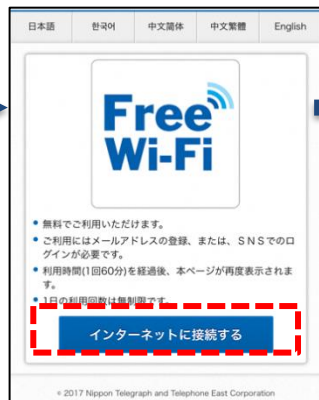 日本語 한국어 中文简体 中文繁體 English
Free
Wi-Fi
• 無料でご利用いただけます。
• ご利用にはメールアドレスの登録、または、SNSでのロ
グインが必要です。
• 利用時間(1回60分)を経過後、本ページが再度表示されま
す。
• 1日の利用回数は無制限です。
インターネットに接続する
© 2017 Nippon Telegraph and Telephone East Corporation